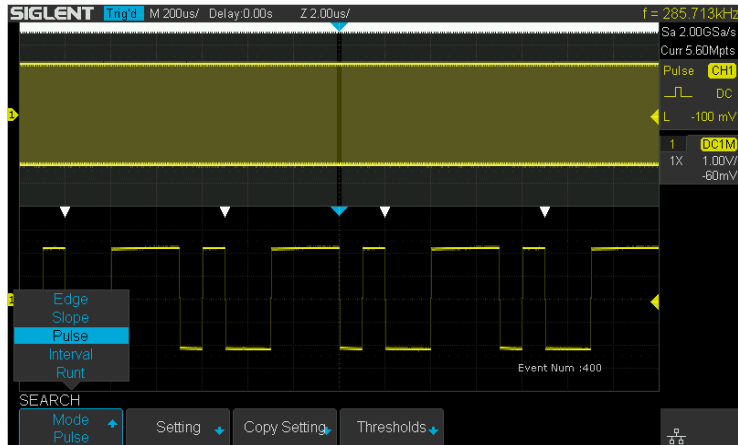 SIGLENT Trig'd M 200us/ Delay:0.00s Z 2.00us/ f = 285.713kHz
Sa 2.00GSa/s
Curr 5.60Mpts
Pulse CH1
DC
L -100 mV
1 DC1M
1X 1.00V/
-60mV
1
1
Edge
Slope
Pulse
Interval
Runt
Event Num :400
SEARCH
Mode
Pulse
Setting
Copy Setting
Thresholds